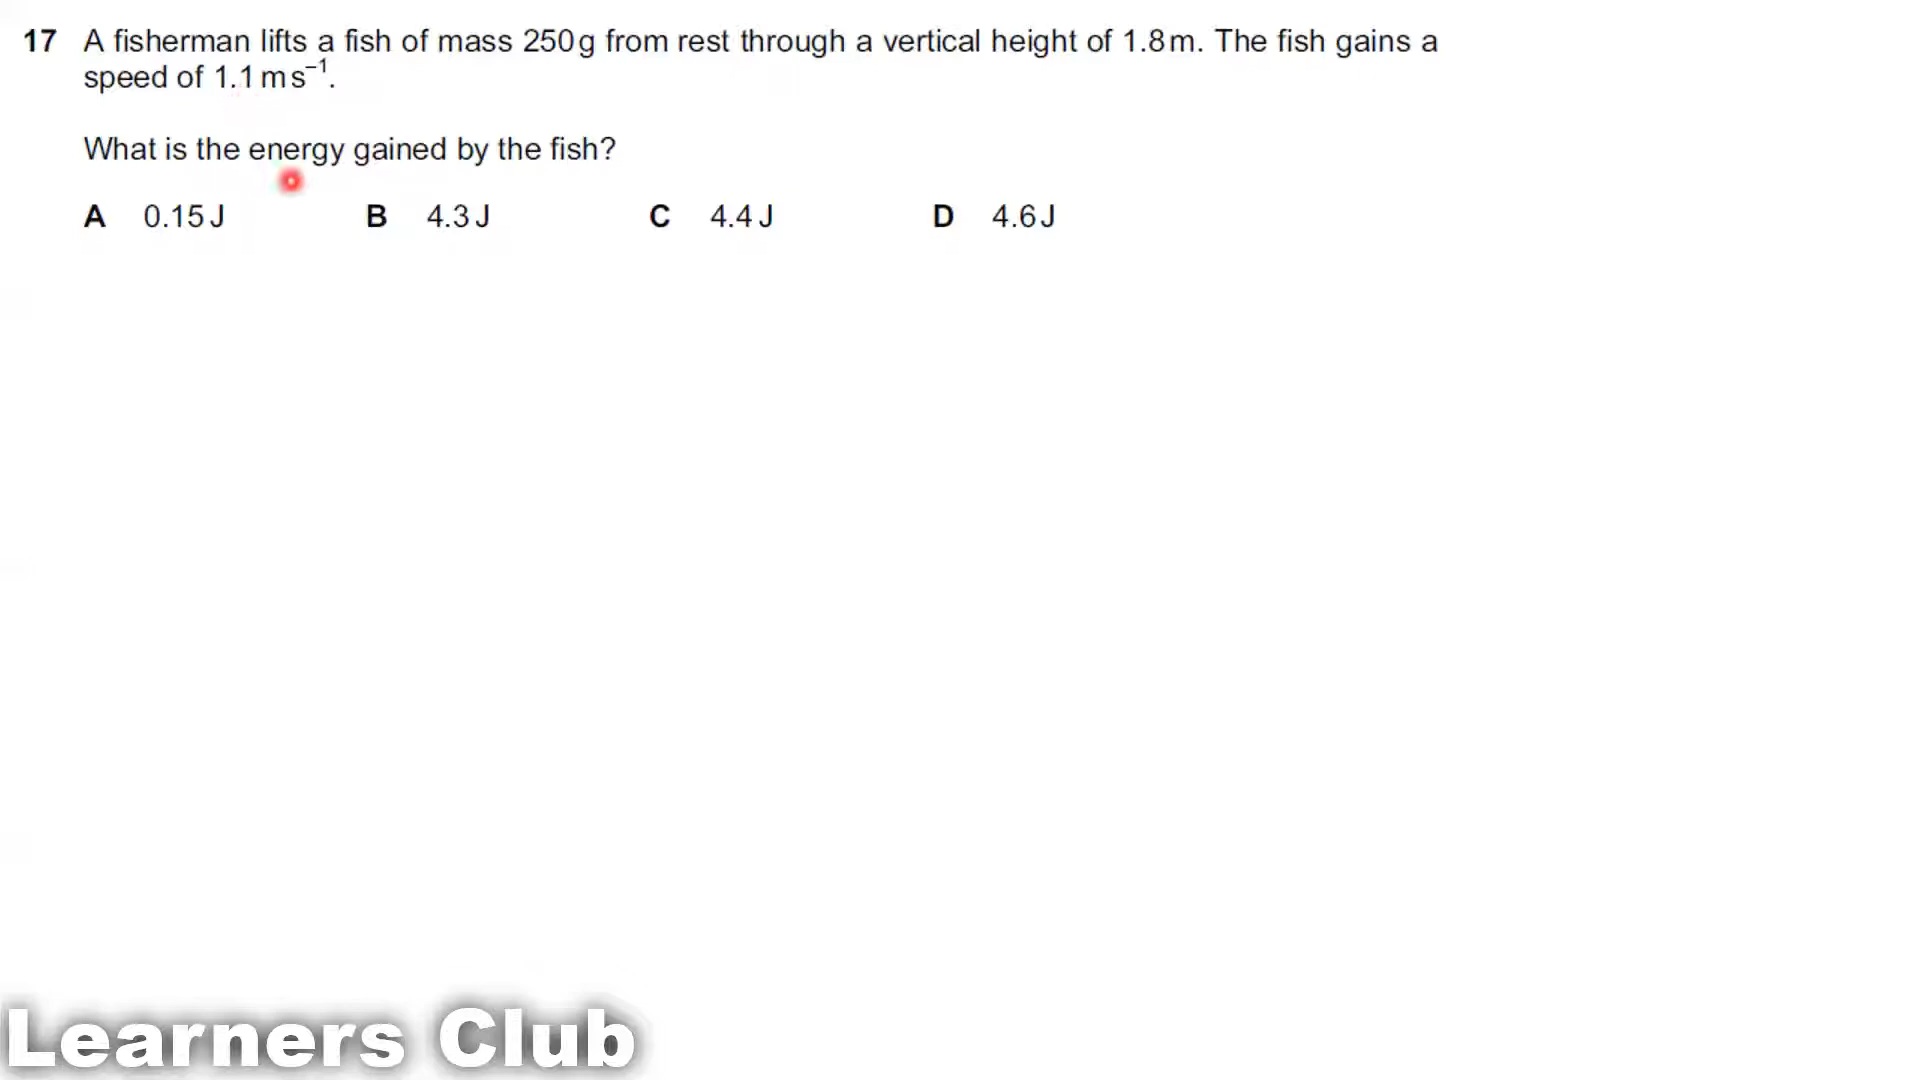 17 A fisherman lifts a fish of mass 250 g from rest through a vertical height of 1.8 m. The fish gains a
speed of 1.1 m s⁻¹.
What is the energy gained by the fish?
A 0.15 J B 4.3 J C 4.4 J D 4.6 J
Learners Club